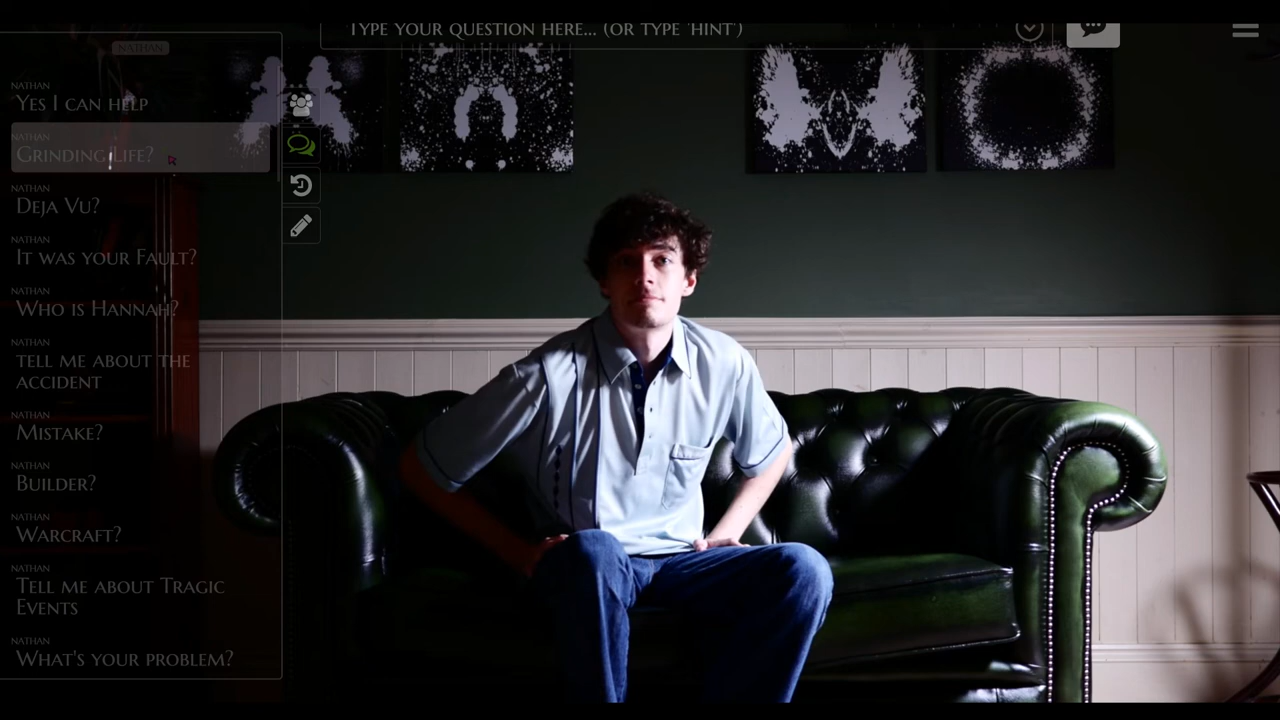 Type your question here... (or type 'hint')
Nathan
Nathan
Yes I can help
Nathan
Grinding Life?
Nathan
Deja Vu?
Nathan
It was your Fault?
Nathan
Who is Hannah?
Nathan
tell me about the
accident
Nathan
Mistake?
Nathan
Builder?
Nathan
Warcraft?
Nathan
Tell me about Tragic
Events
Nathan
What's your problem?